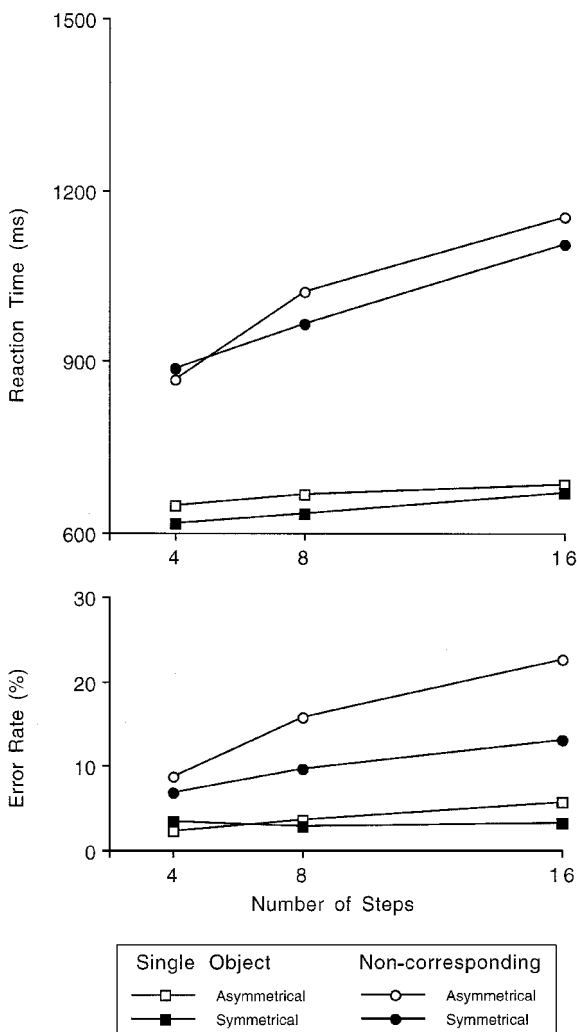 1500
1200
900
600
Reaction Time (ms)
4 8 16
30
20
10
0
Error Rate (%)
4 8 16
Number of Steps
Single Object Non-corresponding
Asymmetrical Asymmetrical
Symmetrical Symmetrical